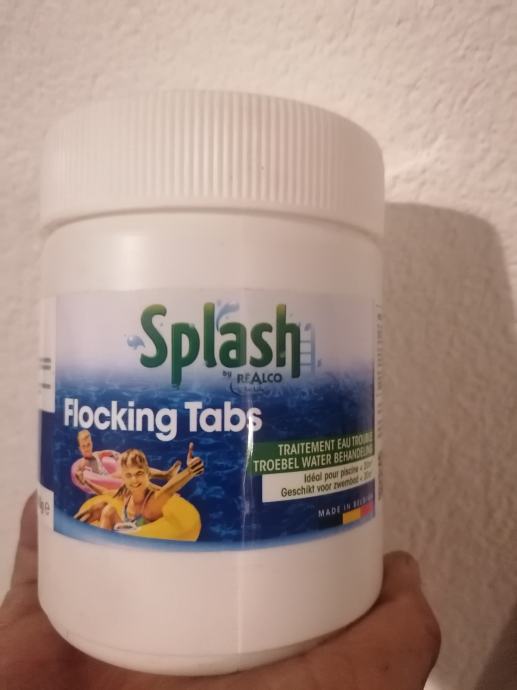 Splash
by REALCO
Flocking Tabs
TRAITEMENT EAU TROUBLE
TROEBEL WATER BEHANDELING
Idéal pour piscine <
Geschikt voor zwembad <
MADE IN BELGIUM